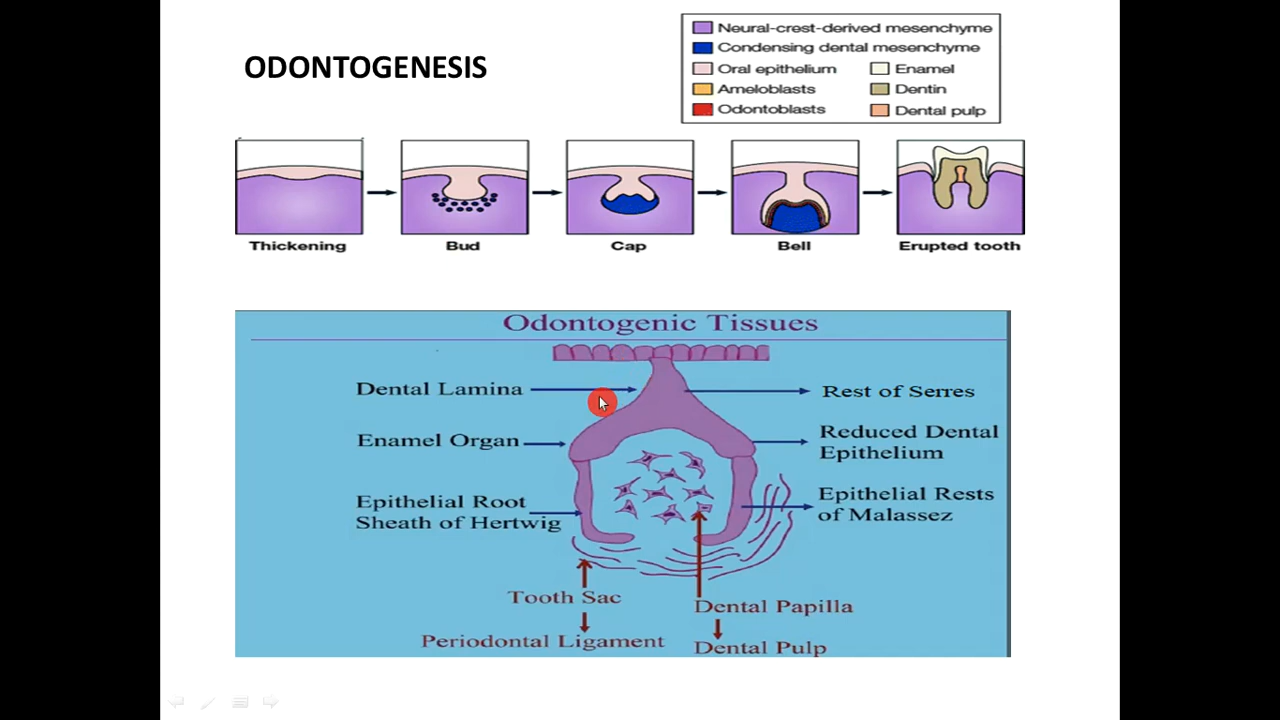 ODONTOGENESIS
Neural-crest-derived mesenchyme
Condensing dental mesenchyme
Oral epithelium
Enamel
Ameloblasts
Dentin
Odontoblasts
Dental pulp
Thickening
Bud
Cap
Bell
Erupted tooth
Odontogenic Tissues
Dental Lamina
Rest of Serres
Enamel Organ
Reduced Dental
Epithelium
Epithelial Root
Sheath of Hertwig
Epithelial Rests
of Malassez
Tooth Sac
Dental Papilla
Periodontal Ligament
Dental Pulp